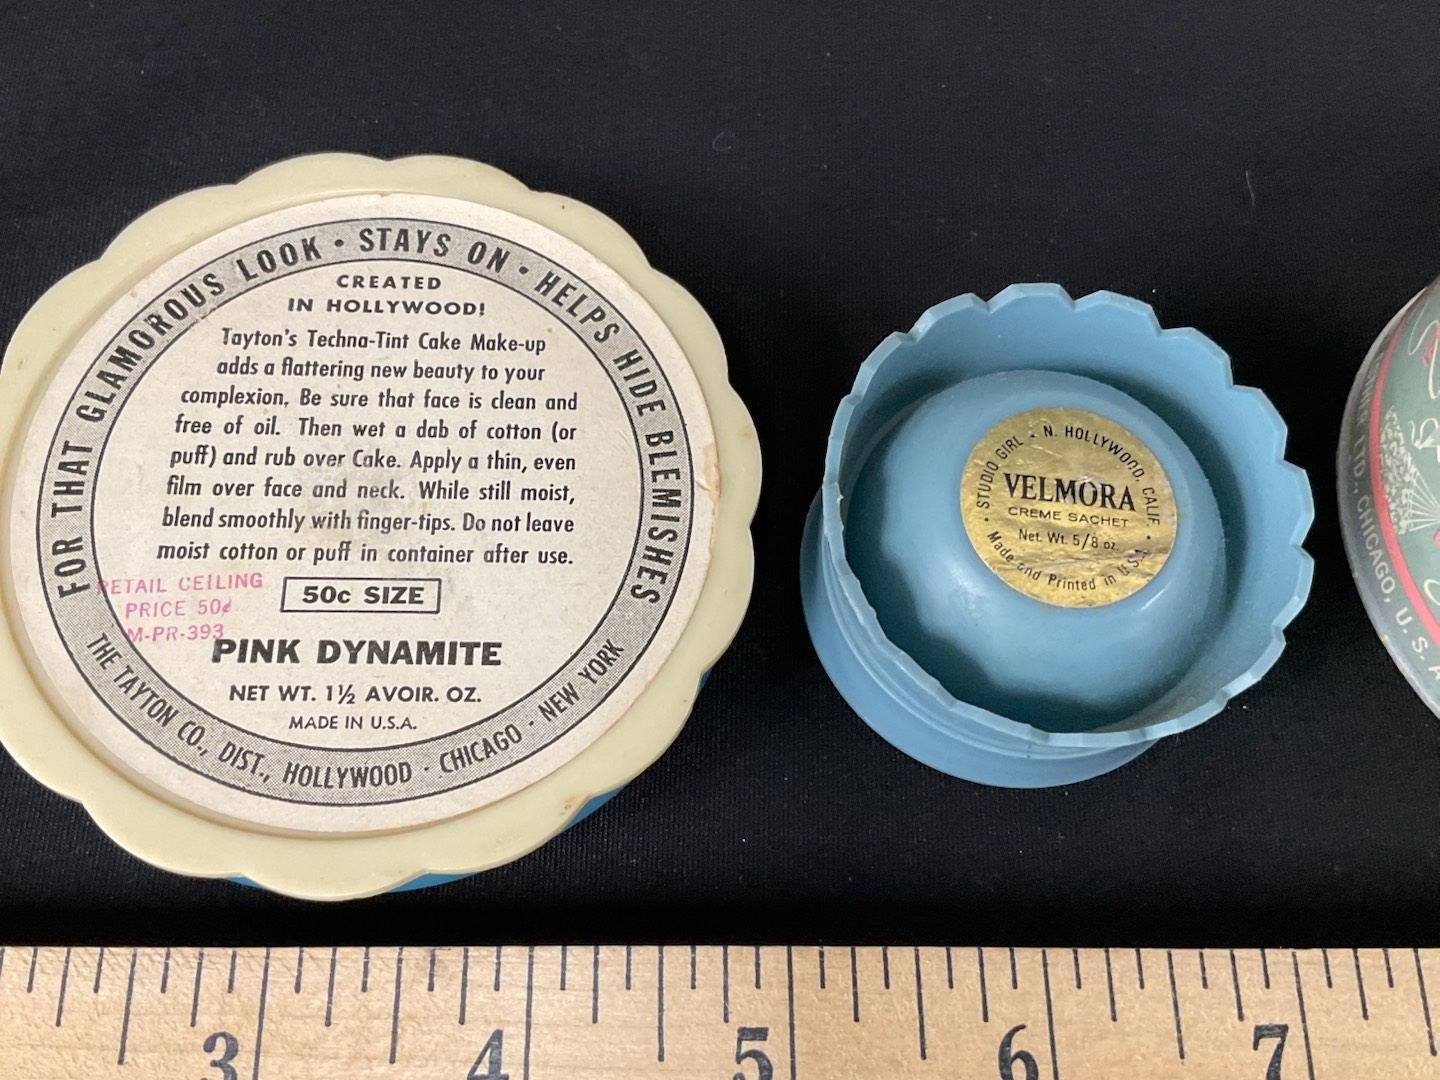 FOR THAT GLAMOROUS LOOK · STAYS ON · HELPS HIDE BLEMISHES
CREATED
IN HOLLYWOOD!
Tayton's Techna-Tint Cake Make-up
adds a flattering new beauty to your
complexion. Be sure that face is clean and
free of oil. Then wet a dab of cotton (or
puff) and rub over Cake. Apply a thin, even
film over face and neck. While still moist,
blend smoothly with finger-tips. Do not leave
moist cotton or puff in container after use.
RETAIL CEILING
PRICE 50¢
M-PR-393
50c SIZE
PINK DYNAMITE
NET WT. 1½ AVOIR. OZ.
MADE IN U.S.A.
THE TAYTON CO., DIST., HOLLYWOOD · CHICAGO · NEW YORK
· STUDIO GIRL - N. HOLLYWOOD, CALIF. ·
VELMORA
CREME SACHET
Net. Wt. 5/8 oz.
Made and Printed in U.S.A.
LTD., CHICAGO, U.S.A
3 4 5 6 7